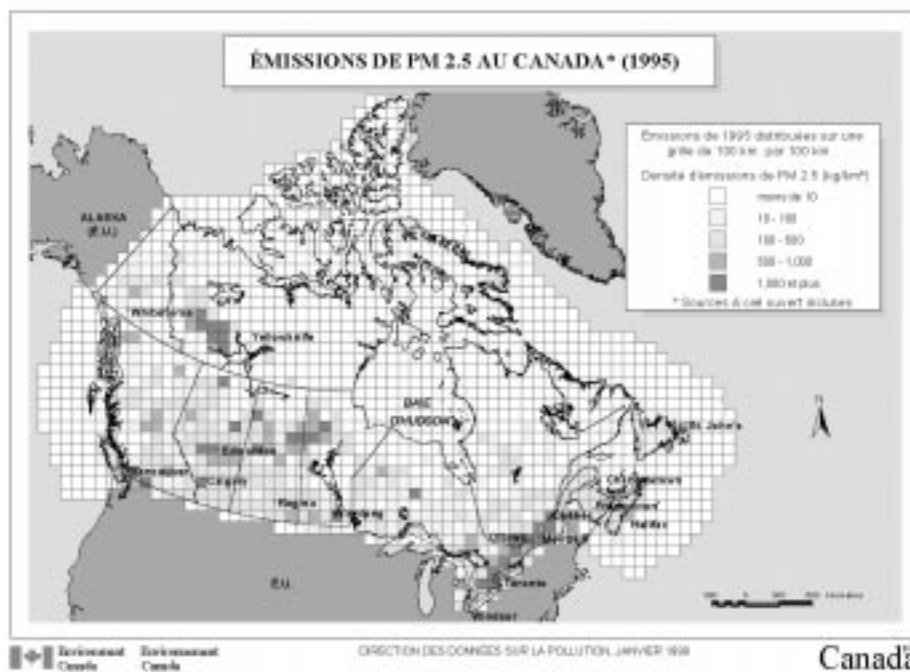 ÉMISSIONS DE PM 2.5 AU CANADA* (1995)
Émissions de 1995 distribuées sur une
grille de 100 km. par 100 km
Densité d'émissions de PM 2.5 (kg/km²)
moins de 10
10 - 100
100 - 500
500 - 1,000
1,000 et plus
* Sources à ciel ouvert incluses
ALASKA
(É.U.)
Whitehorse
Yellowknife
BAIE
D'HUDSON
St. John's
Edmonton
Vancouver
Calgary
Regina
Winnipeg
Charlottetown
Fredericton
Halifax
Québec
Ottawa
Montréal
Toronto
Windsor
É.U.
N
kilomètres
Environment
Canada
Environnement
Canada
DIRECTION DES DONNÉES SUR LA POLLUTION, JANVIER 1998
Canada